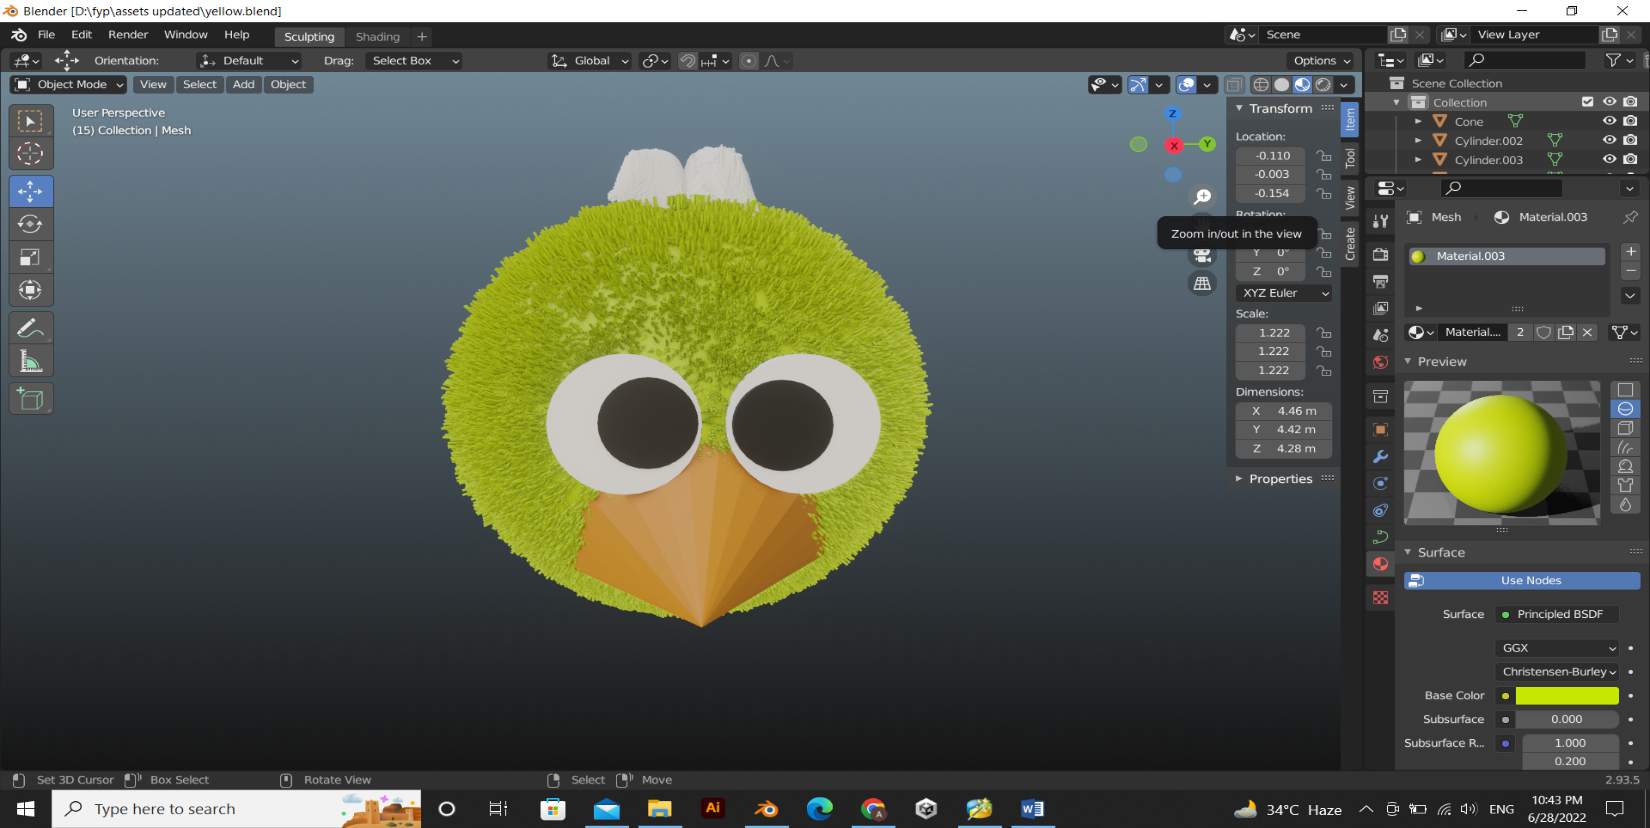 Blender [D:\fyp\assets updated\yellow.blend]
File Edit Render Window Help Sculpting Shading + Scene View Layer
Orientation: Default Drag: Select Box Global Options
Object Mode View Select Add Object
User Perspective
(15) Collection | Mesh
Z
X Y
Transform
Location:
-0.110
-0.003
-0.154
Rotation:
Zoom in/out in the view
Y 0°
Z 0°
XYZ Euler
Scale:
1.222
1.222
1.222
Dimensions:
X 4.46 m
Y 4.42 m
Z 4.28 m
Properties
Item
Tool
View
Create
Scene Collection
Collection
Cone
Cylinder.002
Cylinder.003
Mesh Material.003
Material.003
Material.... 2
Preview
Surface
Use Nodes
Surface Principled BSDF
GGX
Christensen-Burley
Base Color
Subsurface 0.000
Subsurface R... 1.000
0.200
Set 3D Cursor Box Select Rotate View Select Move 2.93.5
Type here to search Ai W 34°C Haze ENG 10:43 PM
6/28/2022